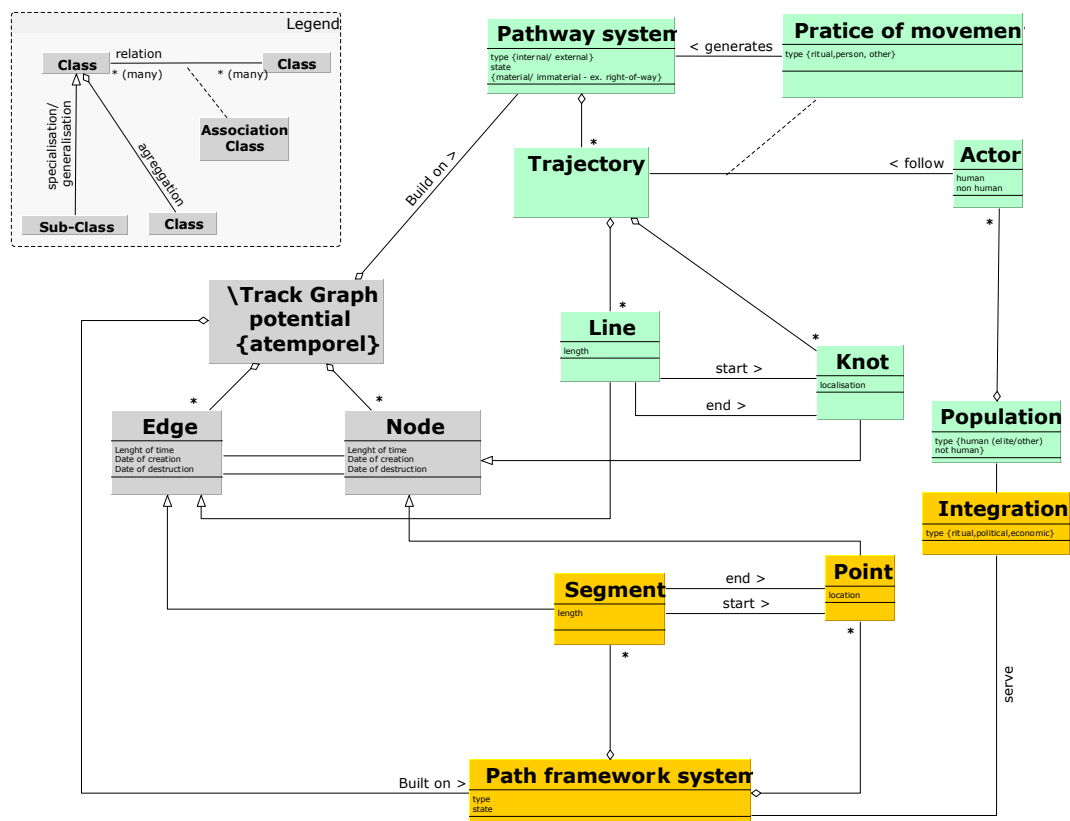 Legend
relation
Class
* (many)
* (many)
Class
specialisation/
generalisation
agreggation
Association
Class
Sub-Class
Class
Pathway system
type {internal/ external}
state
{material/ immaterial - ex. right-of-way}
< generates
Pratice of movemen
type {ritual,person, other}
*
Trajectory
< follow
Actor
human
non human
*
Build on >
\Track Graph
potential
{atemporel}
*
Line
length
*
Knot
localisation
start >
end >
*
Edge
Lenght of time
Date of creation
Date of destruction
*
Node
Lenght of time
Date of creation
Date of destruction
Population
type {human (elite/other)
not human}
Integration
type {ritual,political,economic}
Segment
length
end >
start >
Point
location
*
*
serve
Built on >
Path framework system
type
state